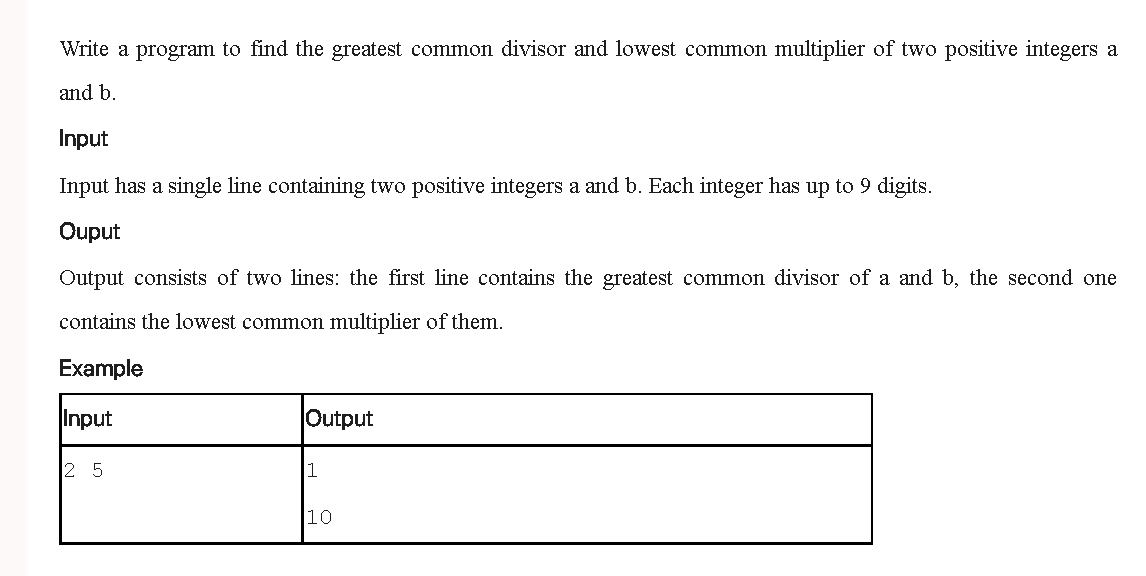 Write a program to find the greatest common divisor and lowest common multiplier of two positive integers a
and b.
Input
Input has a single line containing two positive integers a and b. Each integer has up to 9 digits.
Ouput
Output consists of two lines: the first line contains the greatest common divisor of a and b, the second one
contains the lowest common multiplier of them.
Example
Input Output
2 5 1
10